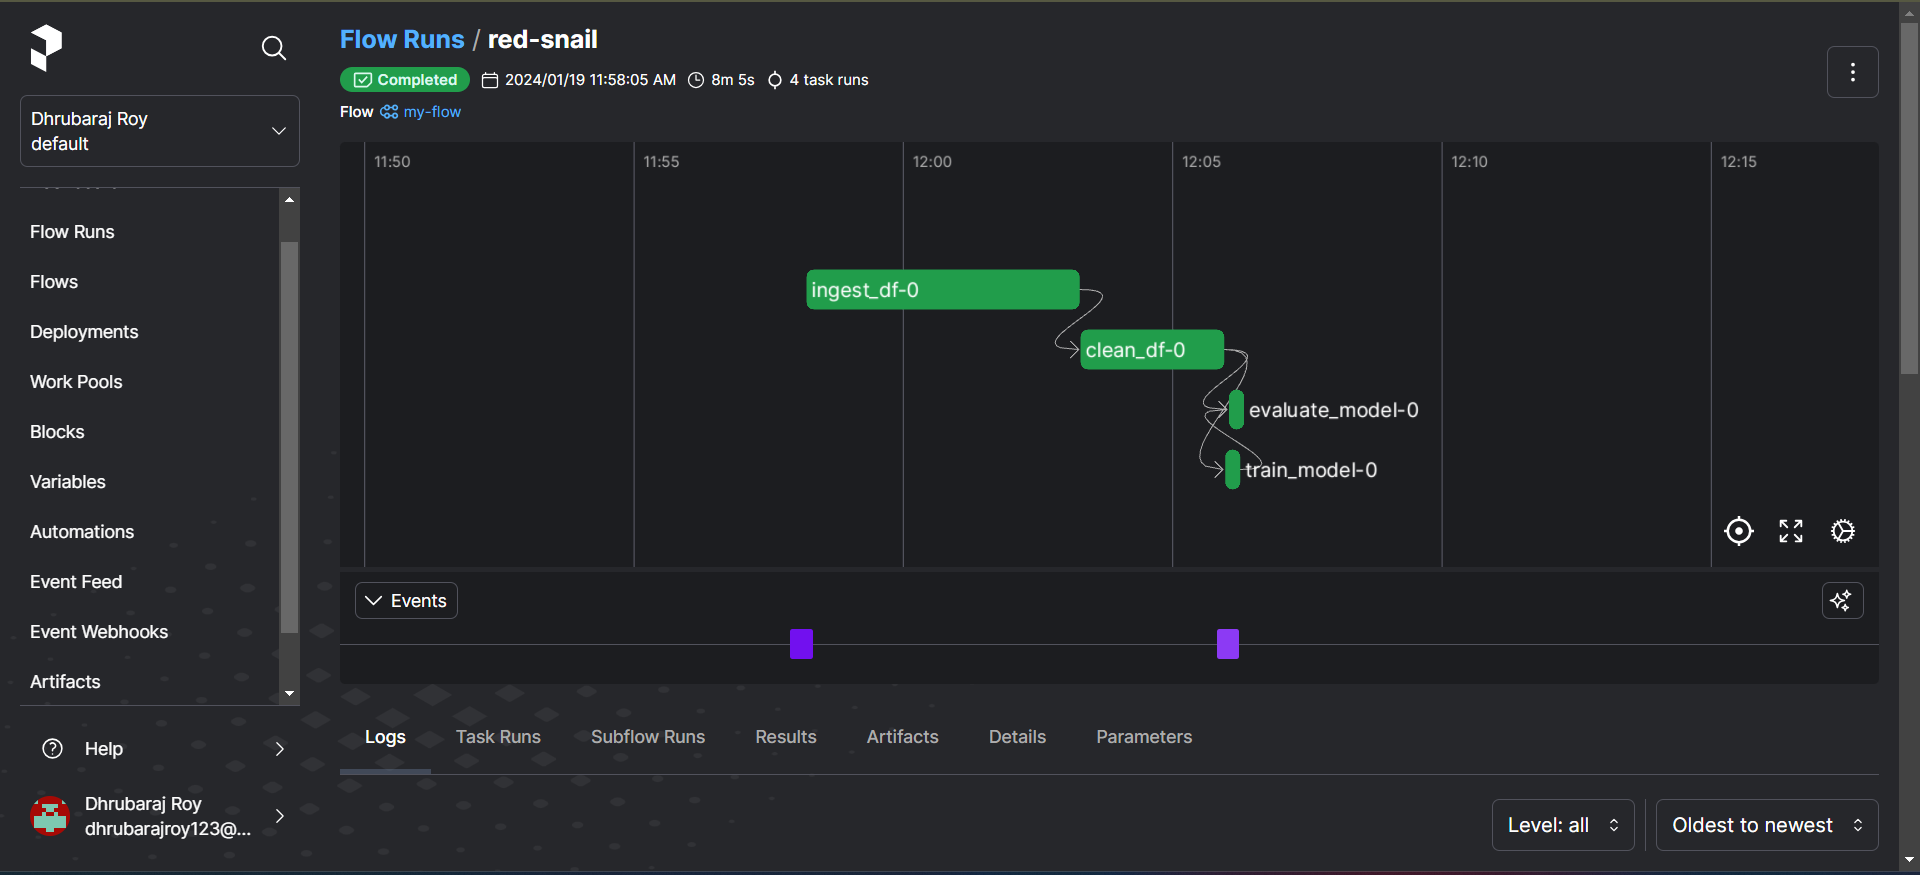 Dhrubaraj Roy
default
Flow Runs
Flows
Deployments
Work Pools
Blocks
Variables
Automations
Event Feed
Event Webhooks
Artifacts
Help
Dhrubaraj Roy
dhrubarajroy123@...
Flow Runs / red-snail
Completed 2024/01/19 11:58:05 AM 8m 5s 4 task runs
Flow my-flow
11:50 11:55 12:00 12:05 12:10 12:15
ingest_df-0
clean_df-0
evaluate_model-0
train_model-0
Events
Logs Task Runs Subflow Runs Results Artifacts Details Parameters
Level: all Oldest to newest